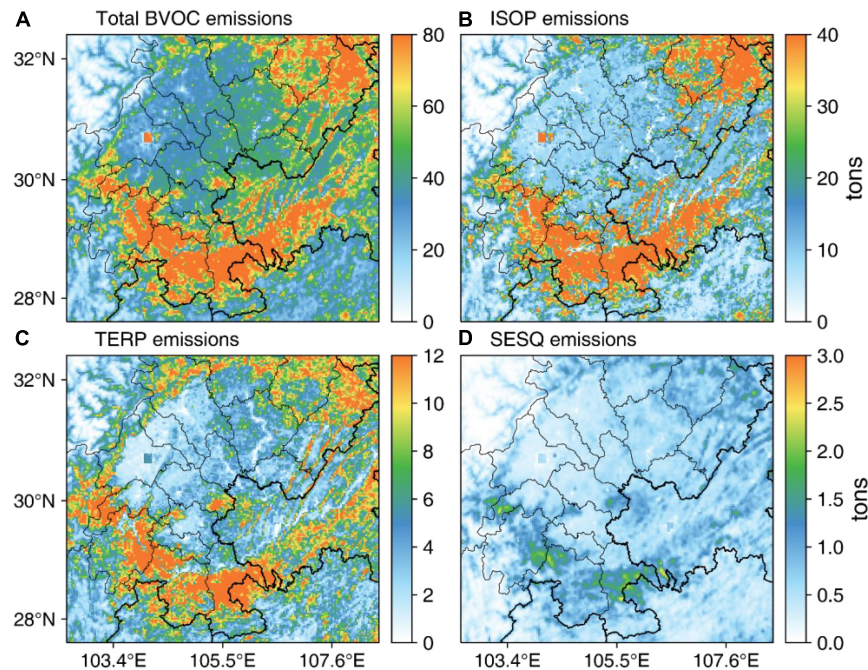 A Total BVOC emissions
B ISOP emissions
32°N
30°N
28°N
80
60
40
20
0
40
30
20
10
0
tons
C TERP emissions
D SESQ emissions
32°N
30°N
28°N
12
10
8
6
4
2
0
3.0
2.5
2.0
1.5
1.0
0.5
0.0
tons
103.4°E 105.5°E 107.6°E
103.4°E 105.5°E 107.6°E